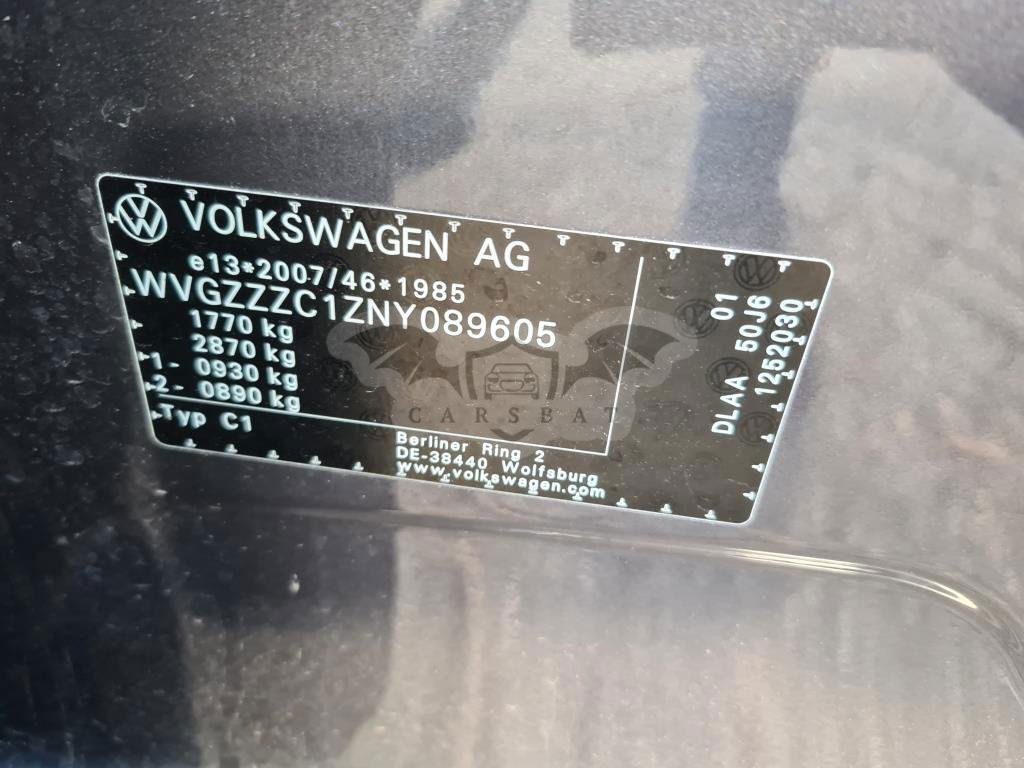 VOLKSWAGEN AG
e13*2007/46*1985
WVGZZZC1ZNY089605
1770 kg
2870 kg
1- 0930 kg
2- 0890 kg
Typ C1
Berliner Ring 2
DE-38440 Wolfsburg
www.volkswagen.com
01
DLAA 50J6
1252030
CARSBAT